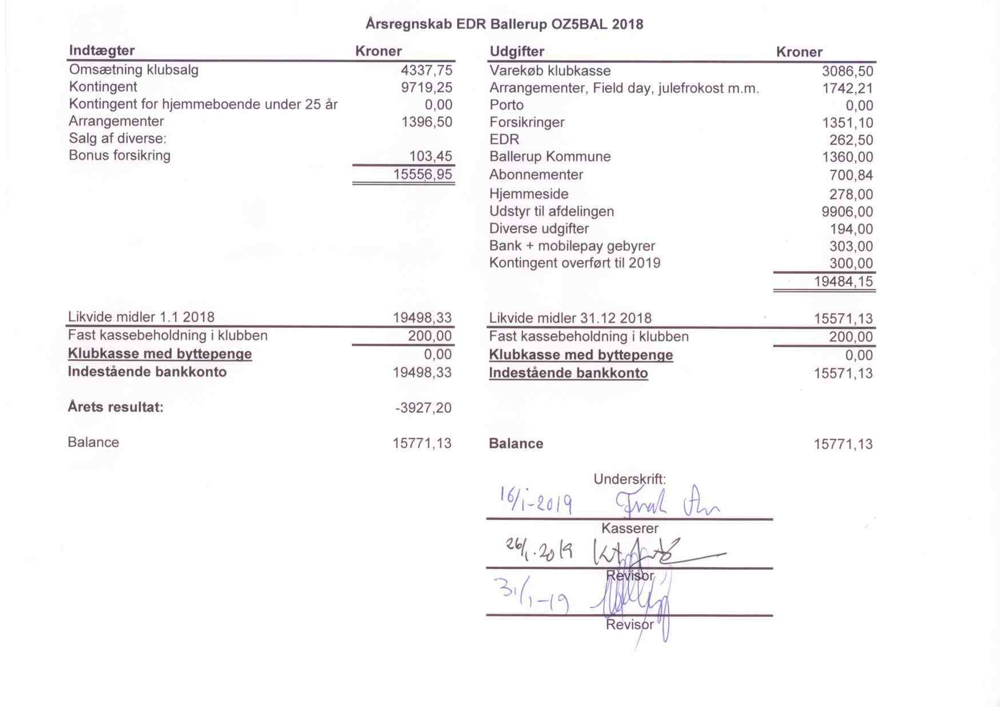 Årsregnskab EDR Ballerup OZ5BAL 2018
Indtægter Kroner
Omsætning klubsalg 4337,75
Kontingent 9719,25
Kontingent for hjemmeboende under 25 år 0,00
Arrangementer 1396,50
Salg af diverse:
Bonus forsikring 103,45
15556,95
Udgifter Kroner
Varekøb klubkasse 3086,50
Arrangementer, Field day, julefrokost m.m. 1742,21
Porto 0,00
Forsikringer 1351,10
EDR 262,50
Ballerup Kommune 1360,00
Abonnementer 700,84
Hjemmeside 278,00
Udstyr til afdelingen 9906,00
Diverse udgifter 194,00
Bank + mobilepay gebyrer 303,00
Kontingent overført til 2019 300,00
19484,15
Likvide midler 1.1 2018 19498,33
Fast kassebeholdning i klubben 200,00
Klubkasse med byttepenge 0,00
Indestående bankkonto 19498,33
Årets resultat: -3927,20
Balance 15771,13
Likvide midler 31.12 2018 15571,13
Fast kassebeholdning i klubben 200,00
Klubkasse med byttepenge 0,00
Indestående bankkonto 15571,13
Balance 15771,13
Underskrift:
16/1-2019
Kasserer
26/1.2019
Revisor
31/1-19
Revisor